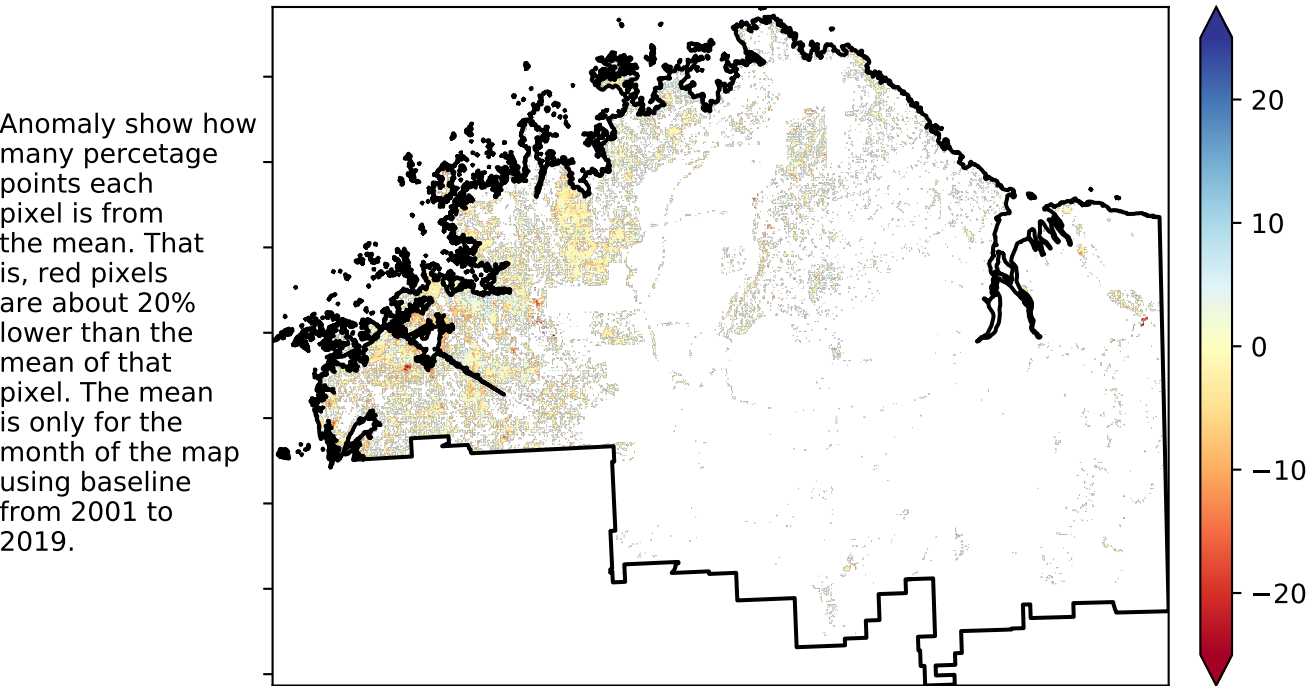 Anomaly show how
many percetage
points each
pixel is from
the mean. That
is, red pixels
are about 20%
lower than the
mean of that
pixel. The mean
is only for the
month of the map
using baseline
from 2001 to
2019.
20
10
0
−10
−20